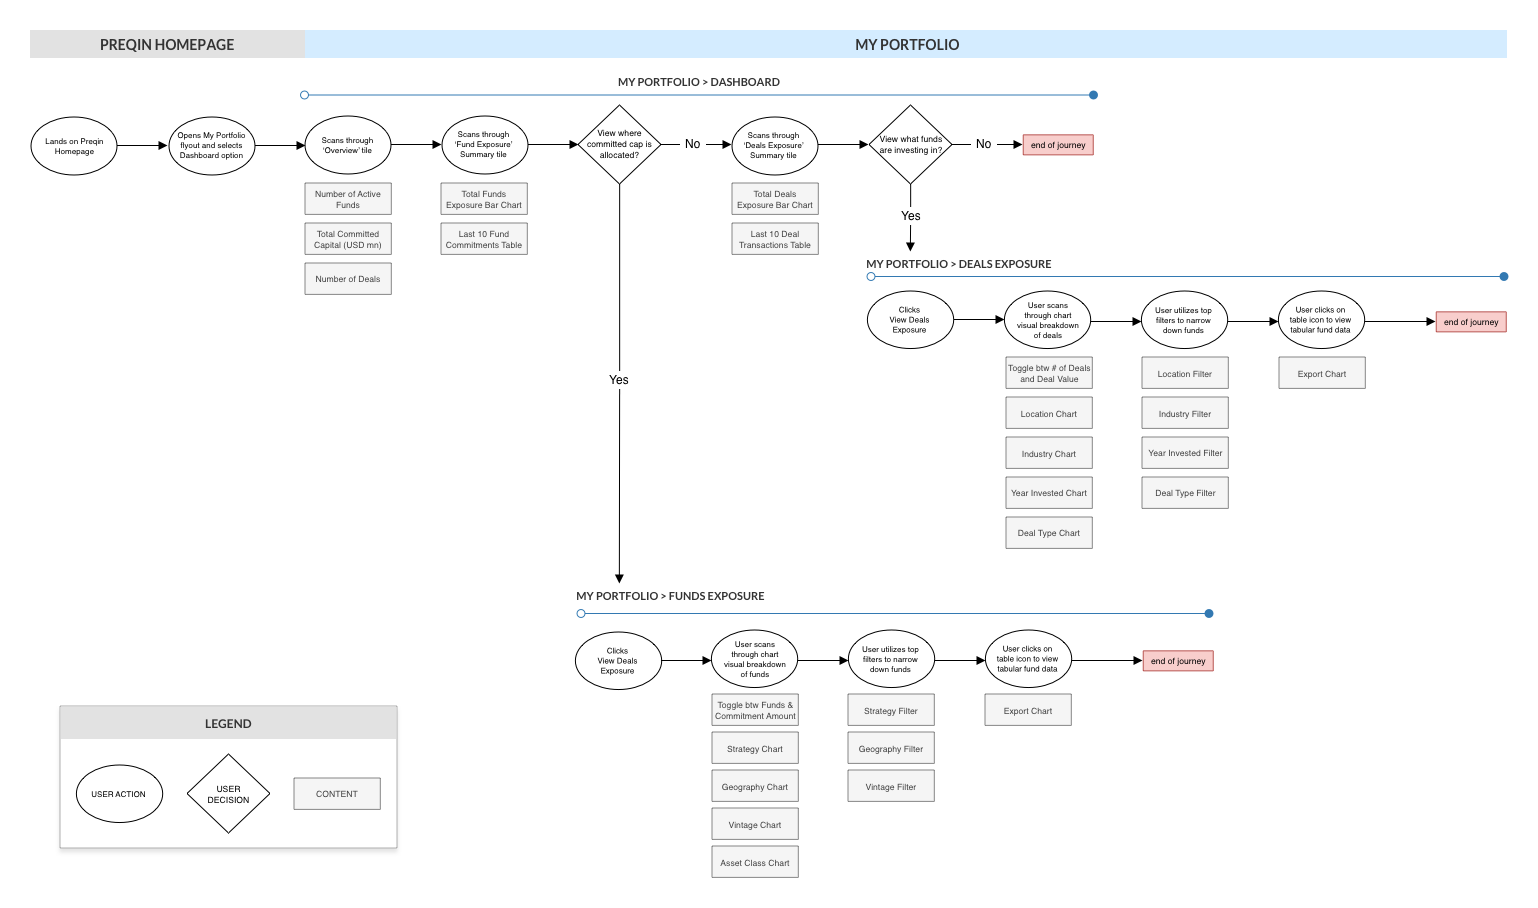 PREQIN HOMEPAGE
MY PORTFOLIO
MY PORTFOLIO > DASHBOARD
Lands on Preqin
Homepage
Opens My Portfolio
flyout and selects
Dashboard option
Scans through
'Overview' tile
Scans through
'Fund Exposure'
Summary tile
View where
committed cap is
allocated?
No
Scans through
'Deals Exposure'
Summary tile
View what funds
are investing in?
No
end of journey
Number of Active
Funds
Total Committed
Capital (USD mn)
Number of Deals
Total Funds
Exposure Bar Chart
Last 10 Fund
Commitments Table
Total Deals
Exposure Bar Chart
Last 10 Deal
Transactions Table
Yes
MY PORTFOLIO > DEALS EXPOSURE
Clicks
View Deals
Exposure
User scans
through chart
visual breakdown
of deals
User utilizes top
filters to narrow
down funds
User clicks on
table icon to view
tabular fund data
end of journey
Toggle btw # of Deals
and Deal Value
Location Chart
Industry Chart
Year Invested Chart
Deal Type Chart
Location Filter
Industry Filter
Year Invested Filter
Deal Type Filter
Export Chart
Yes
MY PORTFOLIO > FUNDS EXPOSURE
Clicks
View Deals
Exposure
User scans
through chart
visual breakdown
of funds
User utilizes top
filters to narrow
down funds
User clicks on
table icon to view
tabular fund data
end of journey
Toggle btw Funds &
Commitment Amount
Strategy Chart
Geography Chart
Vintage Chart
Asset Class Chart
Strategy Filter
Geography Filter
Vintage Filter
Export Chart
LEGEND
USER ACTION
USER
DECISION
CONTENT